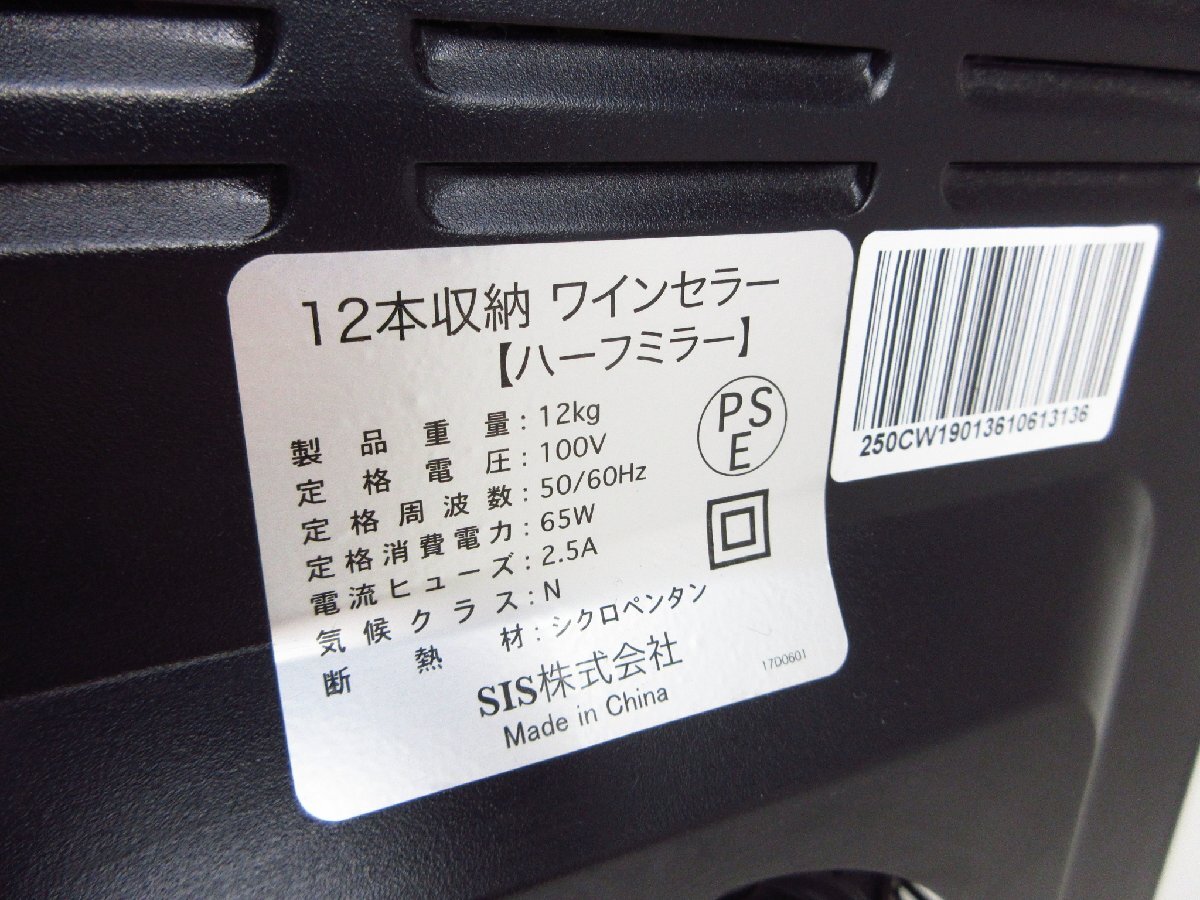 12本収納 ワインセラー
【ハーフミラー】
製品重量：12kg
定格電圧：100V
定格周波数：50/60Hz
定格消費電力：65W
電流ヒューズ：2.5A
気候クラス：N
断熱材：シクロペンタン
PS
E
SIS株式会社
17D0601
Made in China
250CW19013610613136